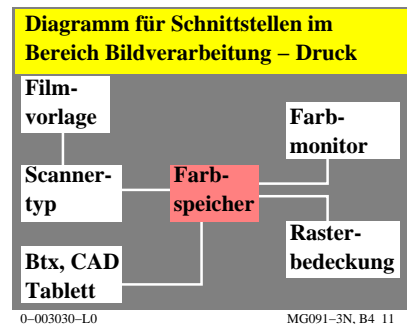 Diagramm für Schnittstellen im
Bereich Bildverarbeitung – Druck
Film-
vorlage
Farb-
monitor
Scanner-
typ
Farb-
speicher
Raster-
bedeckung
Btx, CAD
Tablett
0–003030–L0
MG091–3N, B4 11